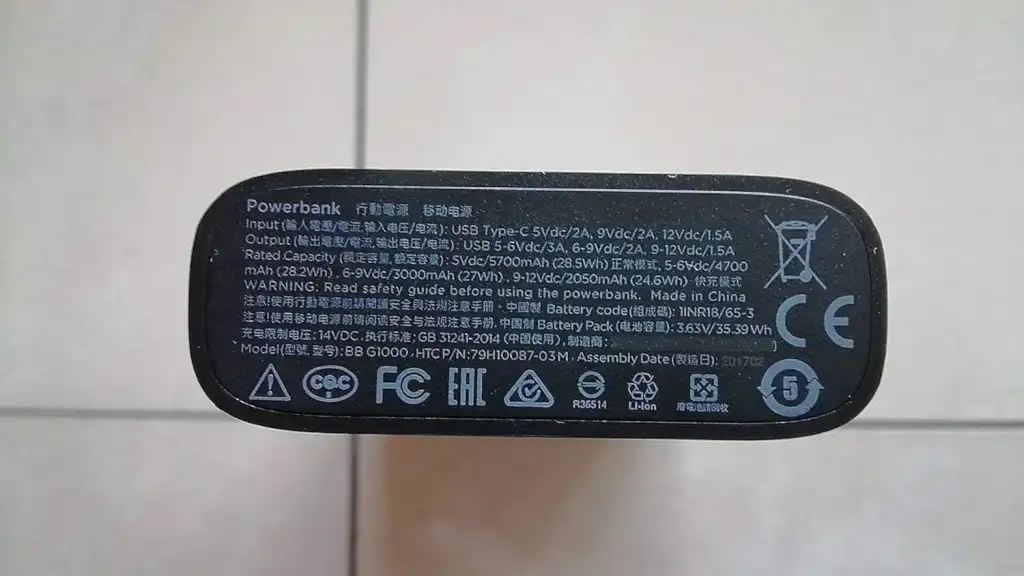 Powerbank 行動電源 移动电源
Input (輸入電壓/電流, 输入电压/电流): USB Type-C 5Vdc/2A, 9Vdc/2A, 12Vdc/1.5A
Output (輸出電壓/電流, 输出电压/电流): USB 5-6Vdc/3A, 6-9Vdc/2A, 9-12Vdc/1.5A
Rated Capacity (額定容量, 额定容量): 5Vdc/5700mAh (28.5Wh) 正常模式, 5-6Vdc/4700
mAh (28.2Wh) , 6-9Vdc/3000mAh (27Wh) , 9-12Vdc/2050mAh (24.6Wh) 快充模式
WARNING: Read safety guide before using the powerbank. Made in China
注意!使用行動電源前請閱讀安全與法規注意手冊. 中國製 Battery code (組成碼): 1INR18/65-3
注意!使用移动电源前请阅读安全与法规注意手册. 中国制 Battery Pack (电池容量): 3.63V/35.39Wh
充电限制电压: 14VDC, 执行标准: GB 31241-2014 (中国使用) , 制造商:
Model (型號, 型号): BB G1000 , HTC P/N: 79H10087-03M , Assembly Date (製造日): 201702
CE
CQC FC EAC R36514 Li-Ion 廢電池請回收 5